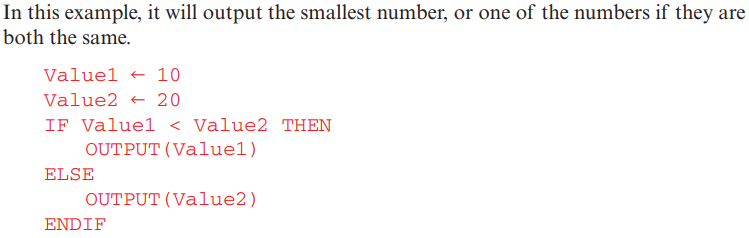 In this example, it will output the smallest number, or one of the numbers if they are
both the same.
Value1 ← 10
Value2 ← 20
IF Value1 < Value2 THEN
    OUTPUT(Value1)
ELSE
    OUTPUT(Value2)
ENDIF